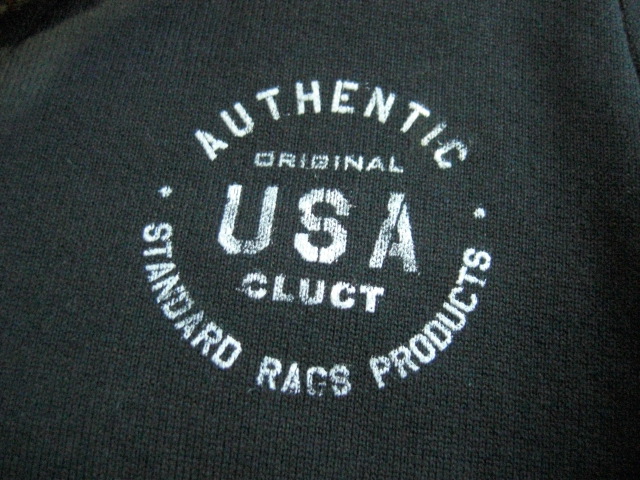 AUTHENTIC
ORIGINAL
USA
CLUCT
STANDARD RAGS PRODUCTS